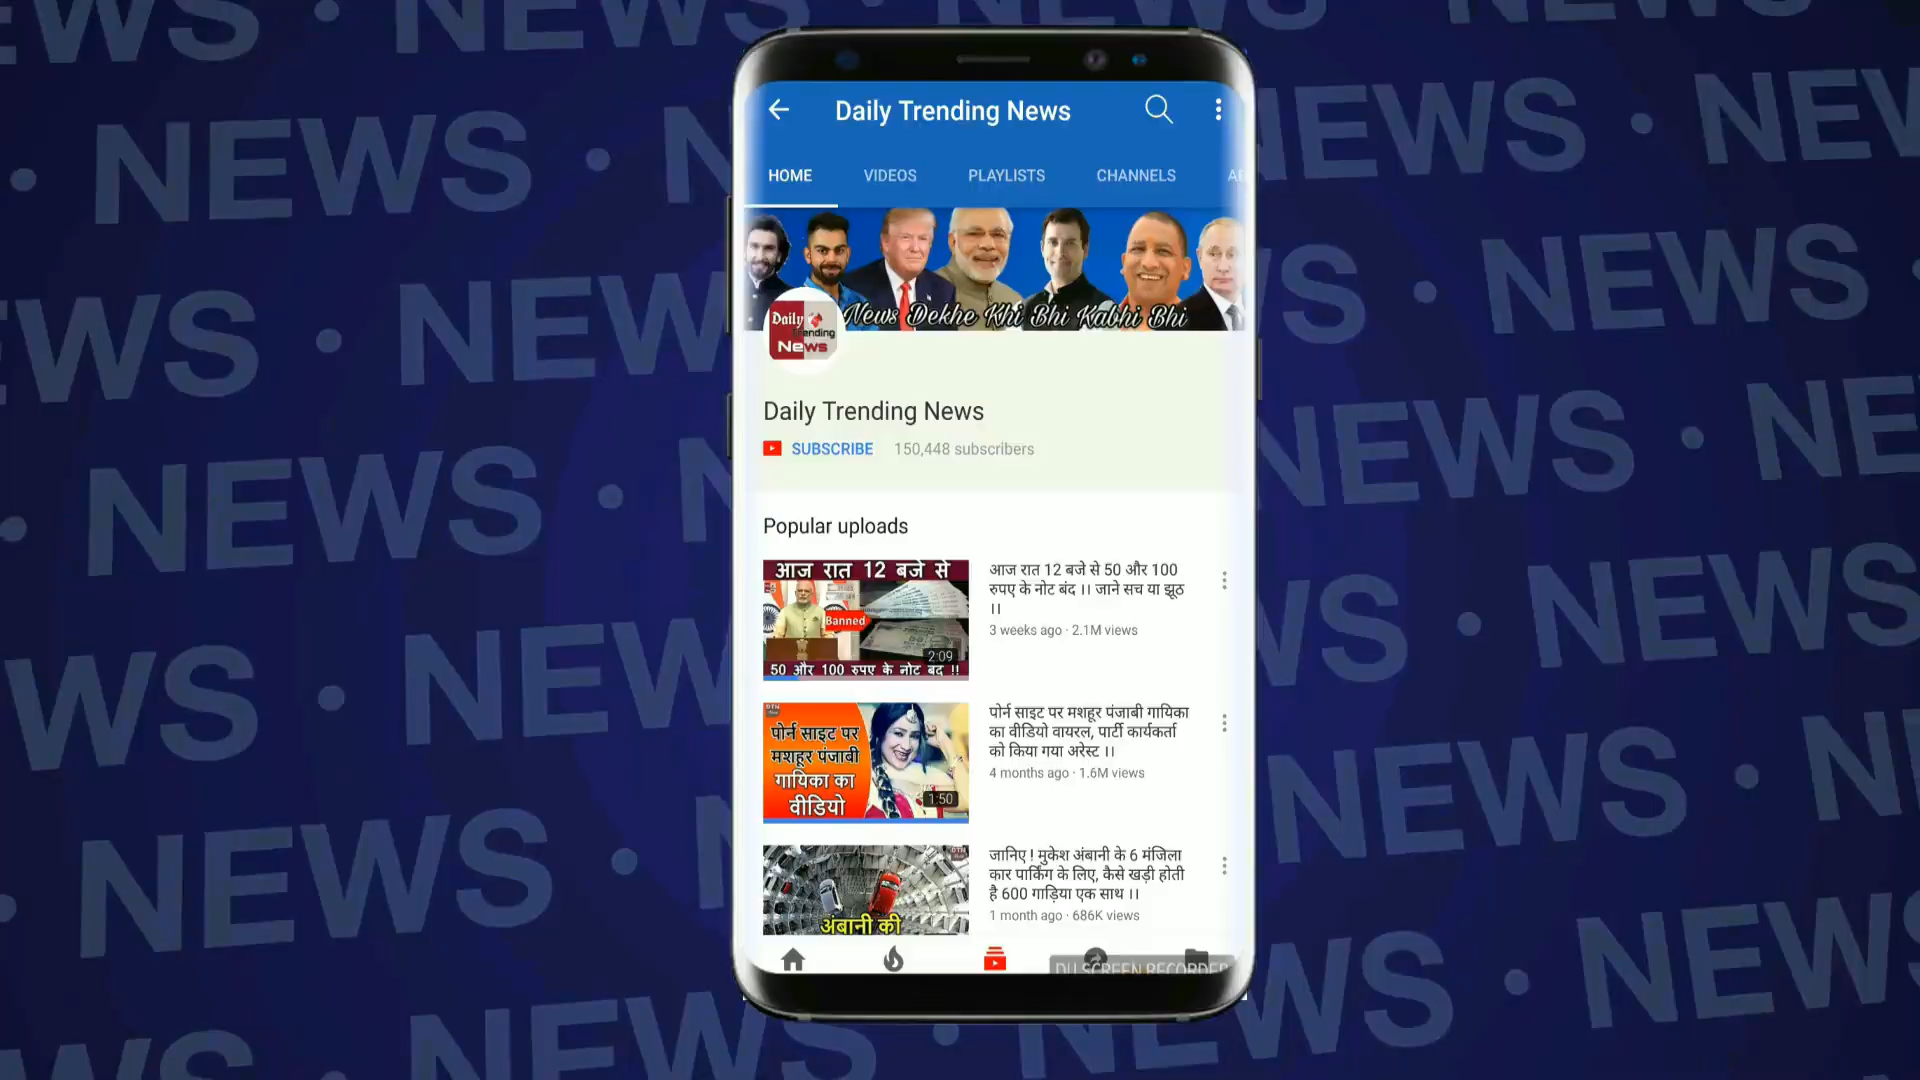 NEWS
Daily Trending News
HOME VIDEOS PLAYLISTS CHANNELS
News Dekhe Khi Bhi Kabhi Bhi
Daily
Trending
News
Daily Trending News
SUBSCRIBE 150,448 subscribers
Popular uploads
आज रात 12 बजे से
Banned
2:09
50 और 100 रुपए के नोट बंद !!
आज रात 12 बजे से 50 और 100
रुपए के नोट बंद ।। जाने सच या झूठ
।।
3 weeks ago · 2.1M views
पोर्न साइट पर
मशहूर पंजाबी
गायिका का
वीडियो
1:50
पोर्न साइट पर मशहूर पंजाबी गायिका
का वीडियो वायरल, पार्टी कार्यकर्ता
को किया गया अरेस्ट ।।
4 months ago · 1.6M views
अंबानी की
जानिए ! मुकेश अंबानी के 6 मंजिला
कार पार्किंग के लिए, कैसे खड़ी होती
है 600 गाड़िया एक साथ ।।
1 month ago · 686K views
DU SCREEN RECORDER